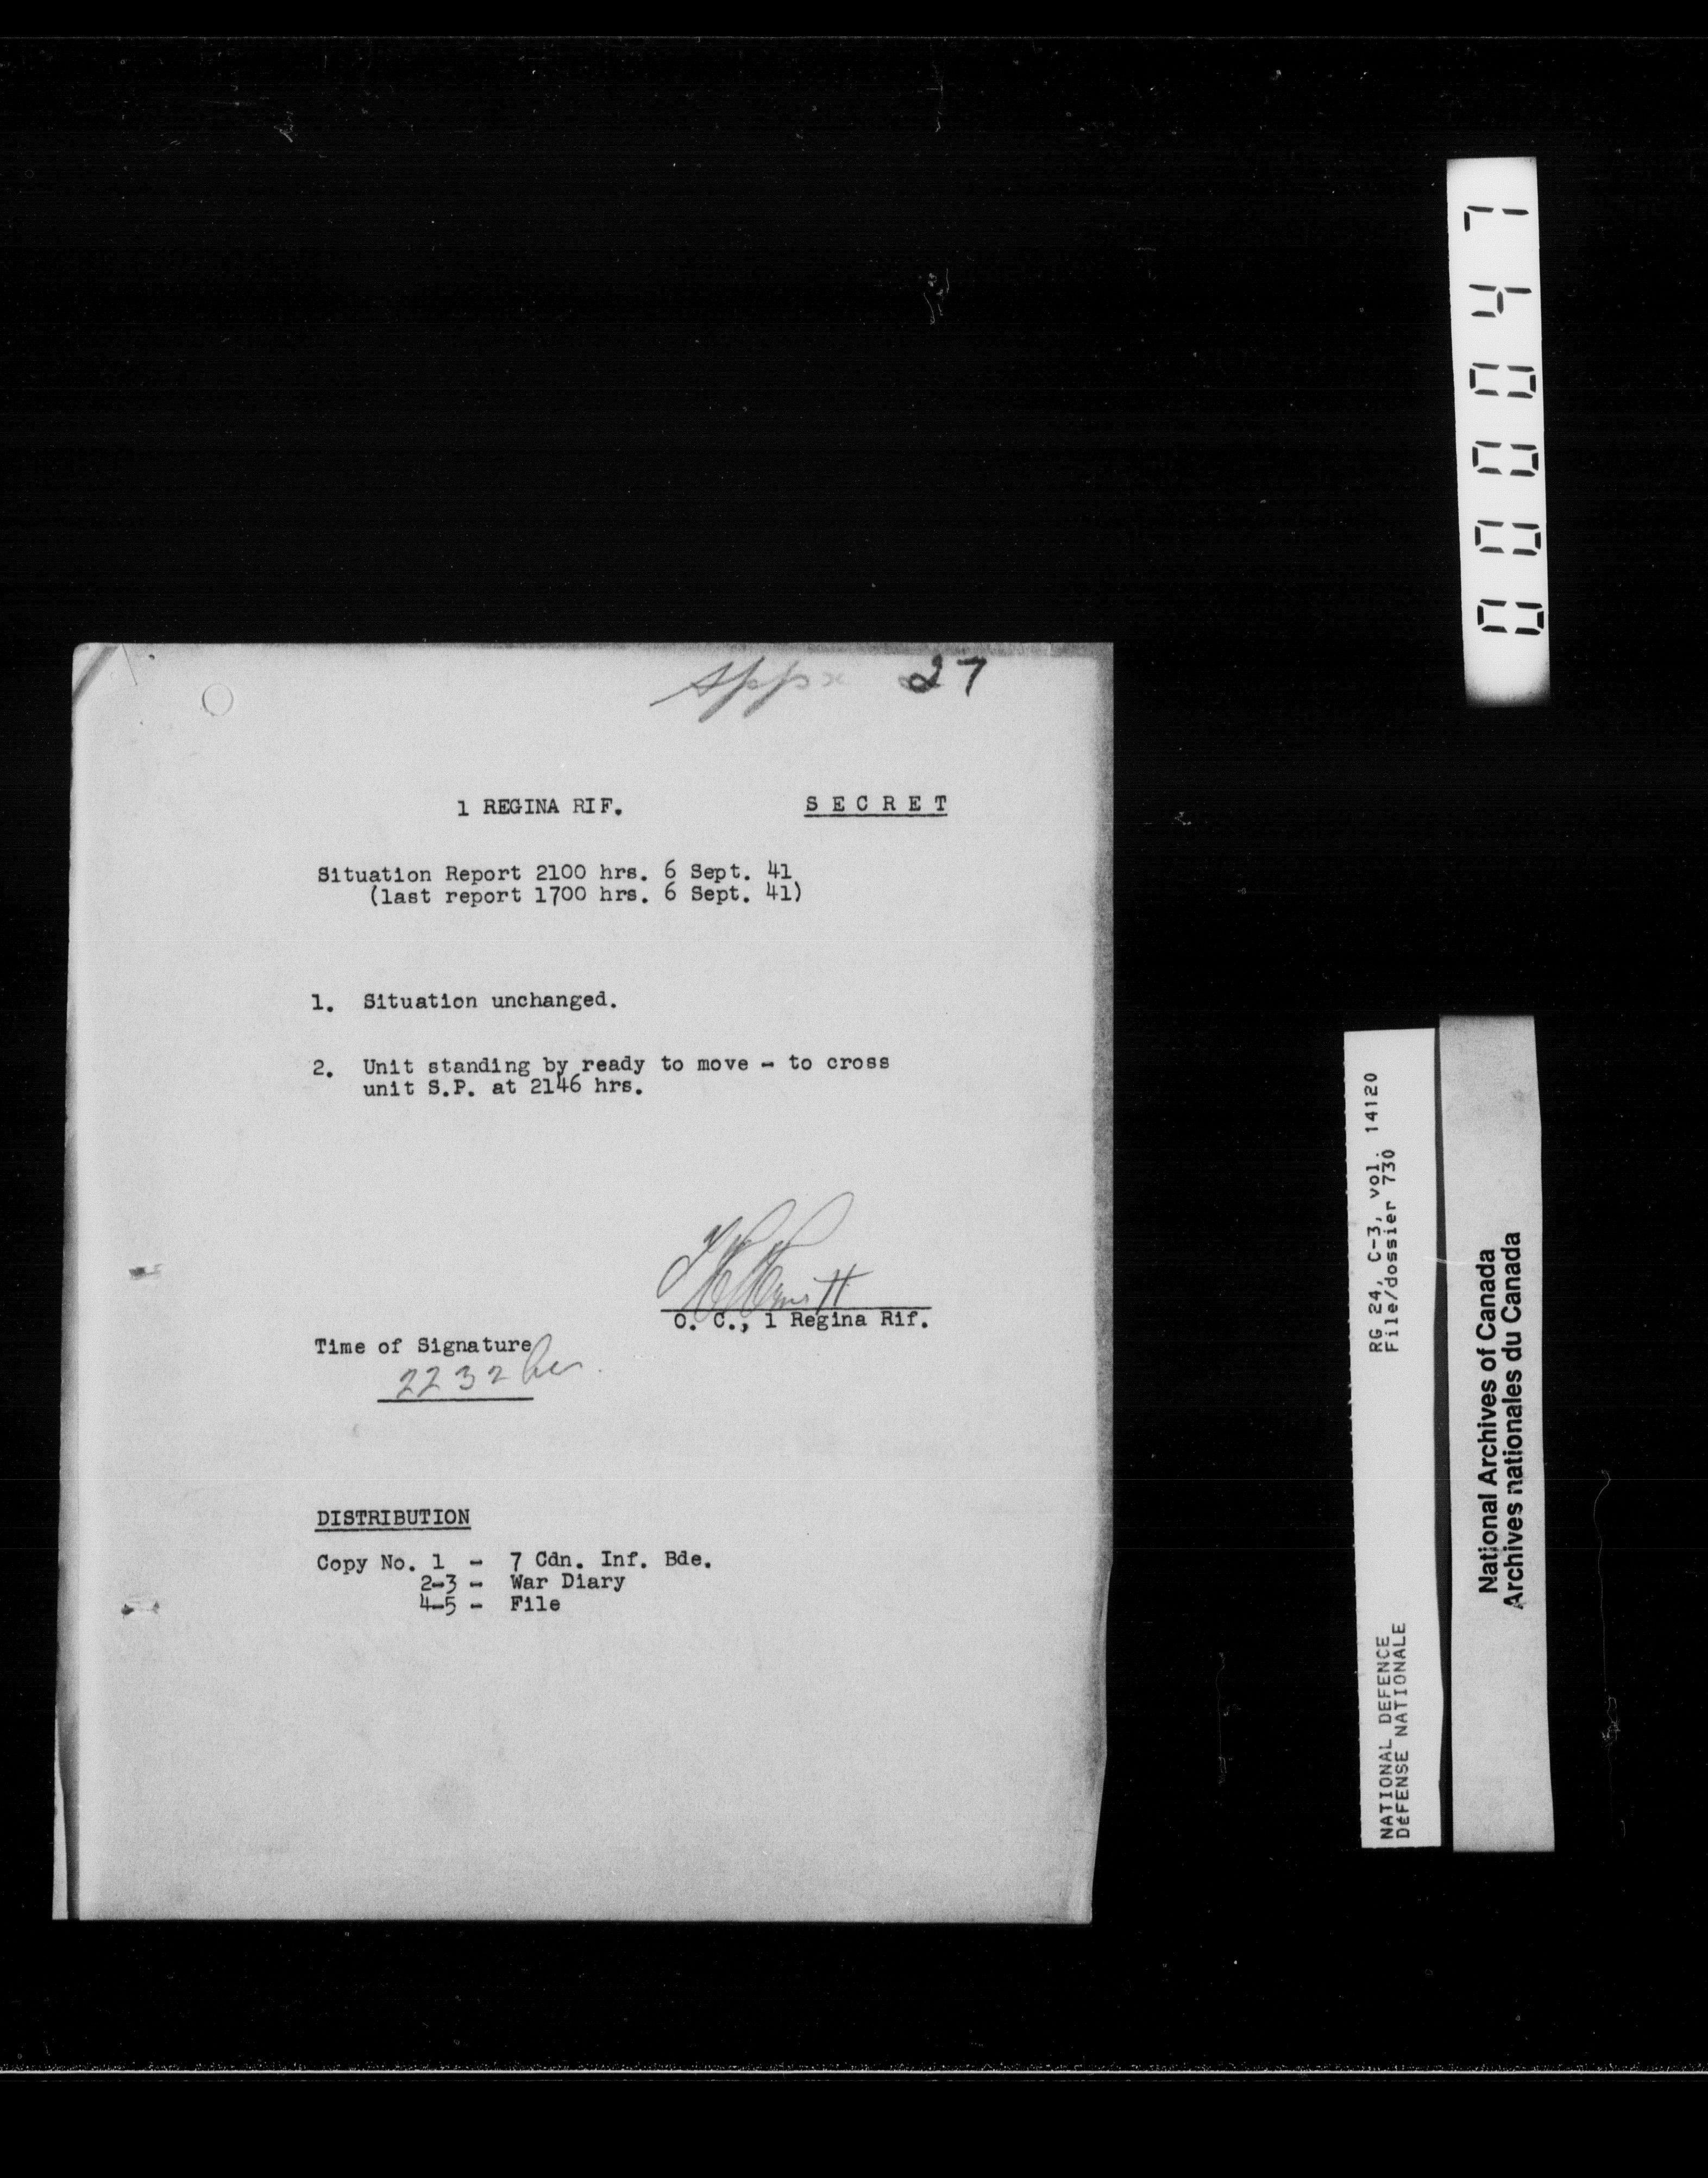 Appx 27
1 REGINA RIF. S E C R E T
Situation Report 2100 hrs. 6 Sept. 41
(last report 1700 hrs. 6 Sept. 41)
1. Situation unchanged.
2. Unit standing by ready to move - to cross
unit S.P. at 2146 hrs.
O. C., 1 Regina Rif.
Time of Signature
2232 hrs.
DISTRIBUTION
Copy No. 1 - 7 Cdn. Inf. Bde.
2-3 - War Diary
4-5 - File
000047
RG 24, C-3, vol. 14120
File/dossier 730
NATIONAL DEFENCE
DéFENSE NATIONALE
National Archives of Canada
Archives nationales du Canada